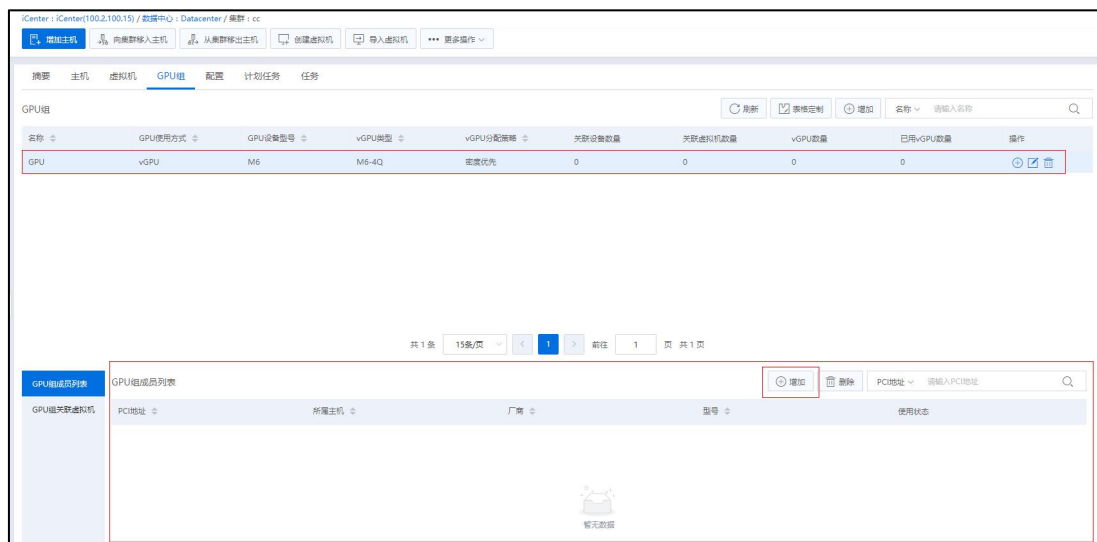 iCenter : iCenter(100.2.100.15) / 数据中心 : Datacenter / 集群 : cc
增加主机 向集群移入主机 从集群移出主机 创建虚拟机 导入虚拟机 ••• 更多操作
摘要 主机 虚拟机 GPU组 配置 计划任务 任务
GPU组 刷新 表格定制 增加 名称 请输入名称
名称 GPU使用方式 GPU设备型号 vGPU类型 vGPU分配策略 关联设备数量 关联虚拟机数量 vGPU数量 已用vGPU数量 操作
GPU vGPU M6 M6-4Q 密度优先 0 0 0 0
共 1 条 15条/页 < 1 > 前往 1 页 共 1 页
GPU组成员列表 GPU组成员列表 增加 删除 PCI地址 请输入PCI地址
GPU组关联虚拟机 PCI地址 所属主机 厂商 型号 使用状态
暂无数据